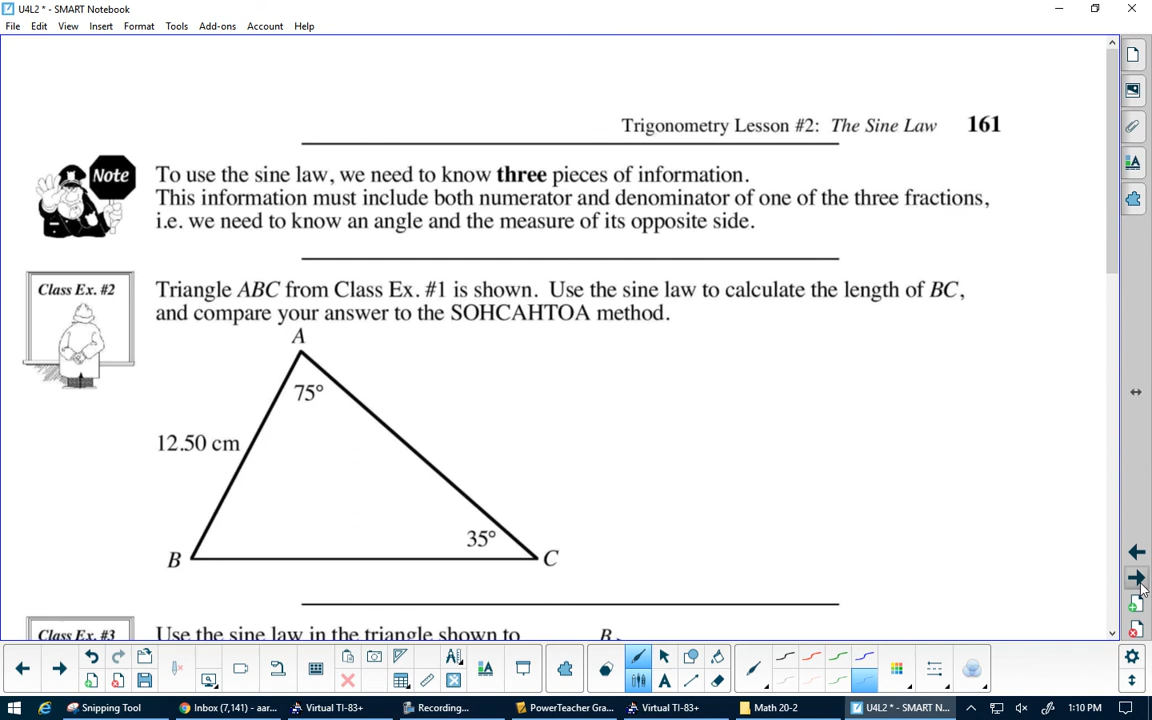 U4L2 * - SMART Notebook
File Edit View Insert Format Tools Add-ons Account Help
Trigonometry Lesson #2: The Sine Law 161
Note
To use the sine law, we need to know three pieces of information.
This information must include both numerator and denominator of one of the three fractions,
i.e. we need to know an angle and the measure of its opposite side.
Class Ex. #2
Triangle ABC from Class Ex. #1 is shown. Use the sine law to calculate the length of BC,
and compare your answer to the SOHCAHTOA method.
A
75°
12.50 cm
35°
B
C
Class Ex. #3
Use the sine law in the triangle shown to
B
Snipping Tool
Inbox (7,141) - aar...
Virtual TI-83+
Recording...
PowerTeacher Gra...
Virtual TI-83+
Math 20-2
U4L2 * - SMART N...
1:10 PM